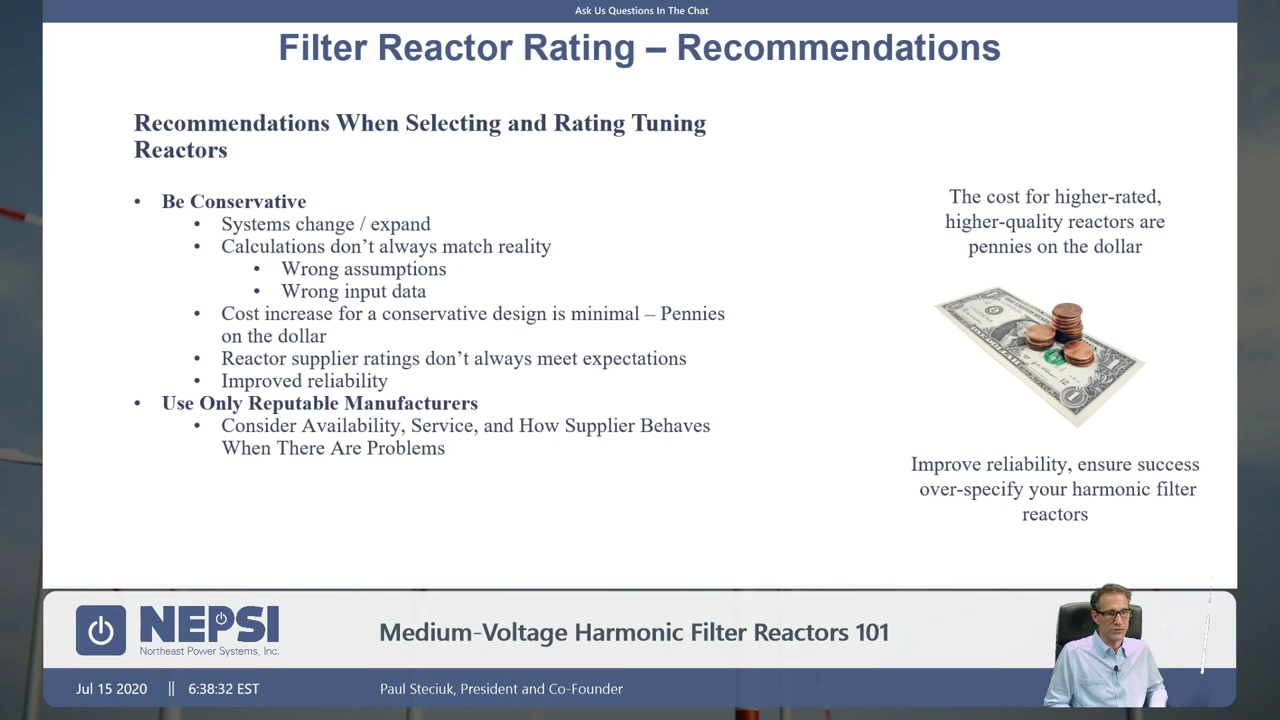 Ask Us Questions In The Chat
Filter Reactor Rating – Recommendations
Recommendations When Selecting and Rating Tuning
Reactors
• Be Conservative
• Systems change / expand
• Calculations don't always match reality
• Wrong assumptions
• Wrong input data
• Cost increase for a conservative design is minimal – Pennies
on the dollar
• Reactor supplier ratings don't always meet expectations
• Improved reliability
• Use Only Reputable Manufacturers
• Consider Availability, Service, and How Supplier Behaves
When There Are Problems
The cost for higher-rated,
higher-quality reactors are
pennies on the dollar
Improve reliability, ensure success
over-specify your harmonic filter
reactors
NEPSI
Northeast Power Systems, Inc.
Medium-Voltage Harmonic Filter Reactors 101
Jul 15 2020 || 6:38:32 EST
Paul Steciuk, President and Co-Founder